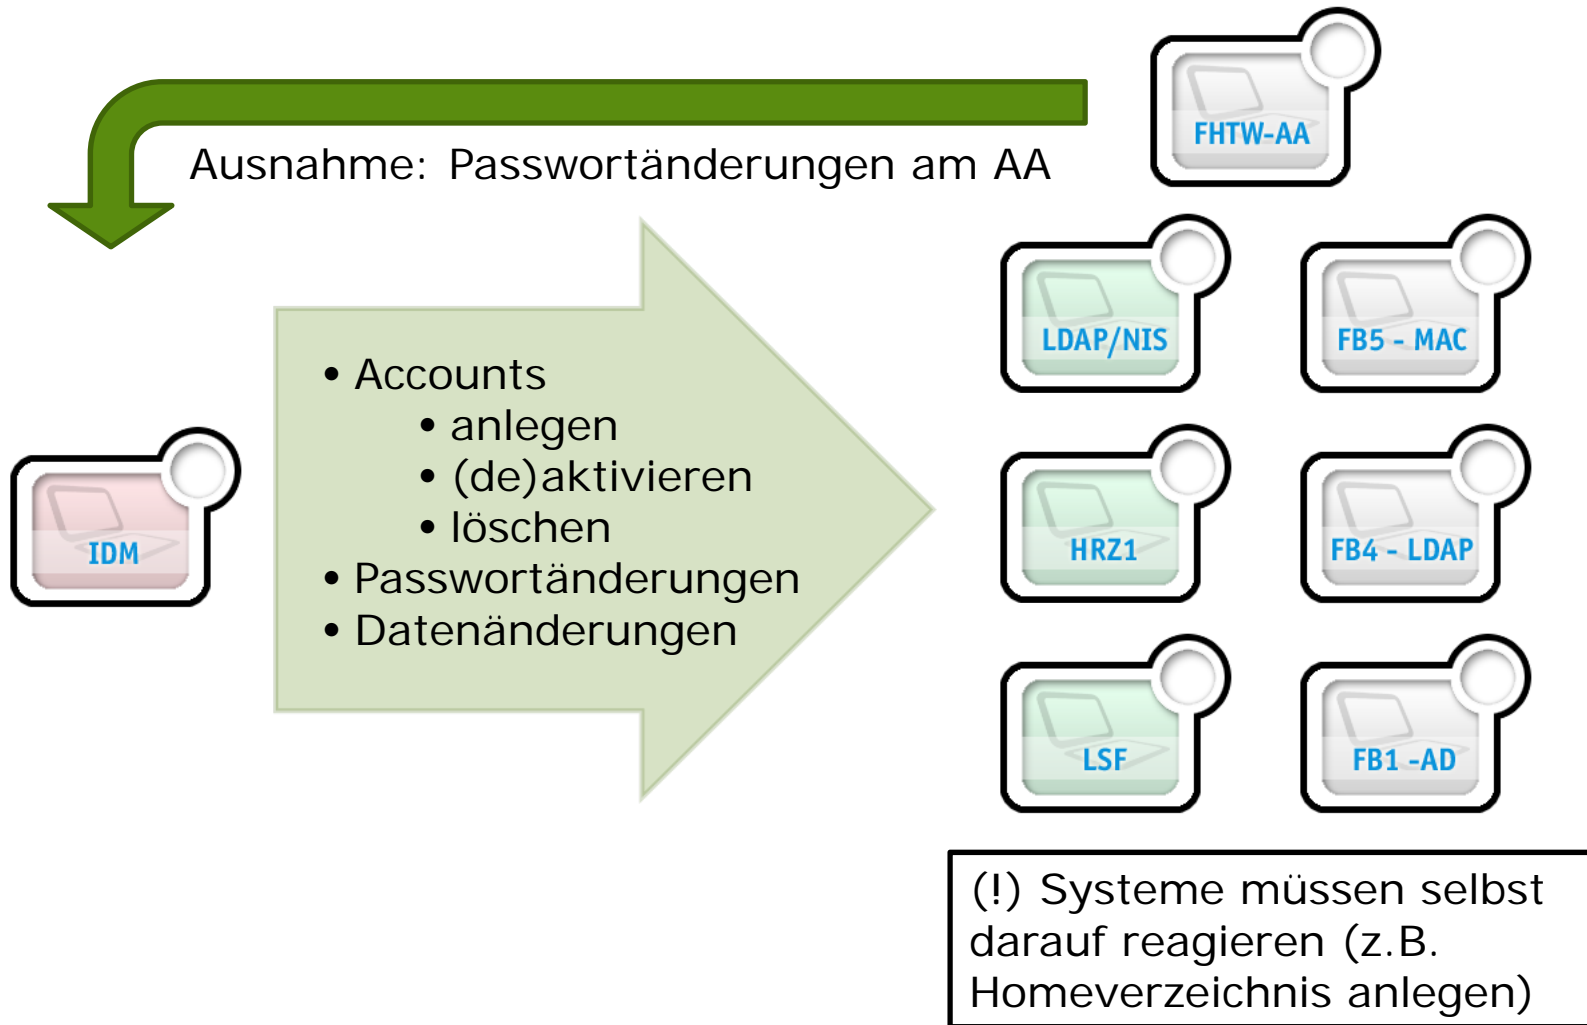 FHTW-AA
Ausnahme: Passwortänderungen am AA
LDAP/NIS
FB5 - MAC
• Accounts
• anlegen
• (de)aktivieren
• löschen
• Passwortänderungen
• Datenänderungen
IDM
HRZ1
FB4 - LDAP
LSF
FB1 -AD
(!) Systeme müssen selbst
darauf reagieren (z.B.
Homeverzeichnis anlegen)